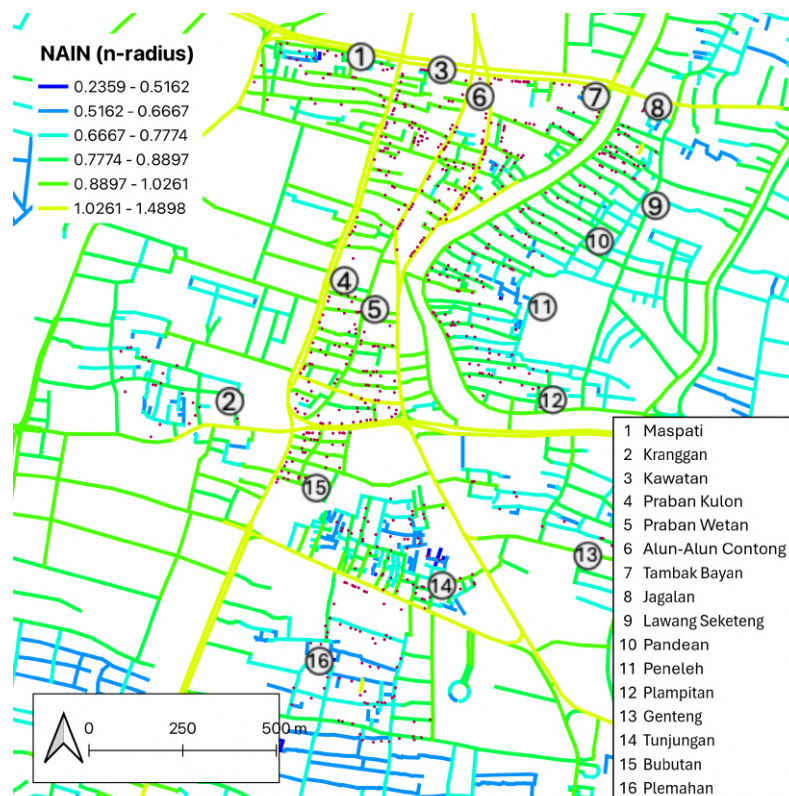 NAIN (n-radius)
0.2359 - 0.5162
0.5162 - 0.6667
0.6667 - 0.7774
0.7774 - 0.8897
0.8897 - 1.0261
1.0261 - 1.4898
1
3
6
7
8
9
10
4
11
5
2
12
15
13
14
16
0 250 500 m
1 Maspati
2 Kranggan
3 Kawatan
4 Praban Kulon
5 Praban Wetan
6 Alun-Alun Contong
7 Tambak Bayan
8 Jagalan
9 Lawang Seketeng
10 Pandean
11 Peneleh
12 Plampitan
13 Genteng
14 Tunjungan
15 Bubutan
16 Plemahan